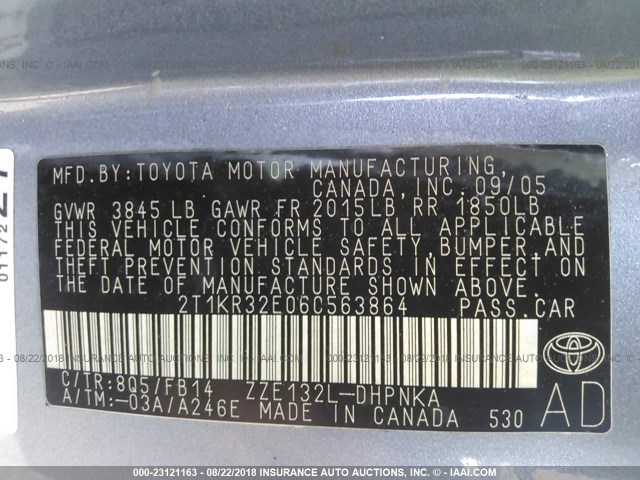 MFD.BY:TOYOTA MOTOR MANUFACTURING,
CANADA, INC. 09/05
GVWR 3845 LB GAWR FR 2015LB RR 1850LB
THIS VEHICLE CONFORMS TO ALL APPLICABLE
FEDERAL MOTOR VEHICLE SAFETY, BUMPER, AND
THEFT PREVENTION STANDARDS IN EFFECT ON
THE DATE OF MANUFACTURE SHOWN ABOVE.
2T1KR32E06C563864 PASS.CAR
C/TR:8Q5/FB14 ZZE132L-DHPNKA
A/TM:-03A/A246E MADE IN CANADA 530
AD
000-23121163 - 08/22/2018 INSURANCE AUTO AUCTIONS, INC. - © IAAI.COM